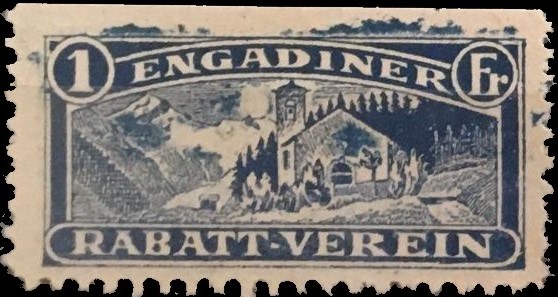 1 ENGADINER Fr
RABATT-VEREIN